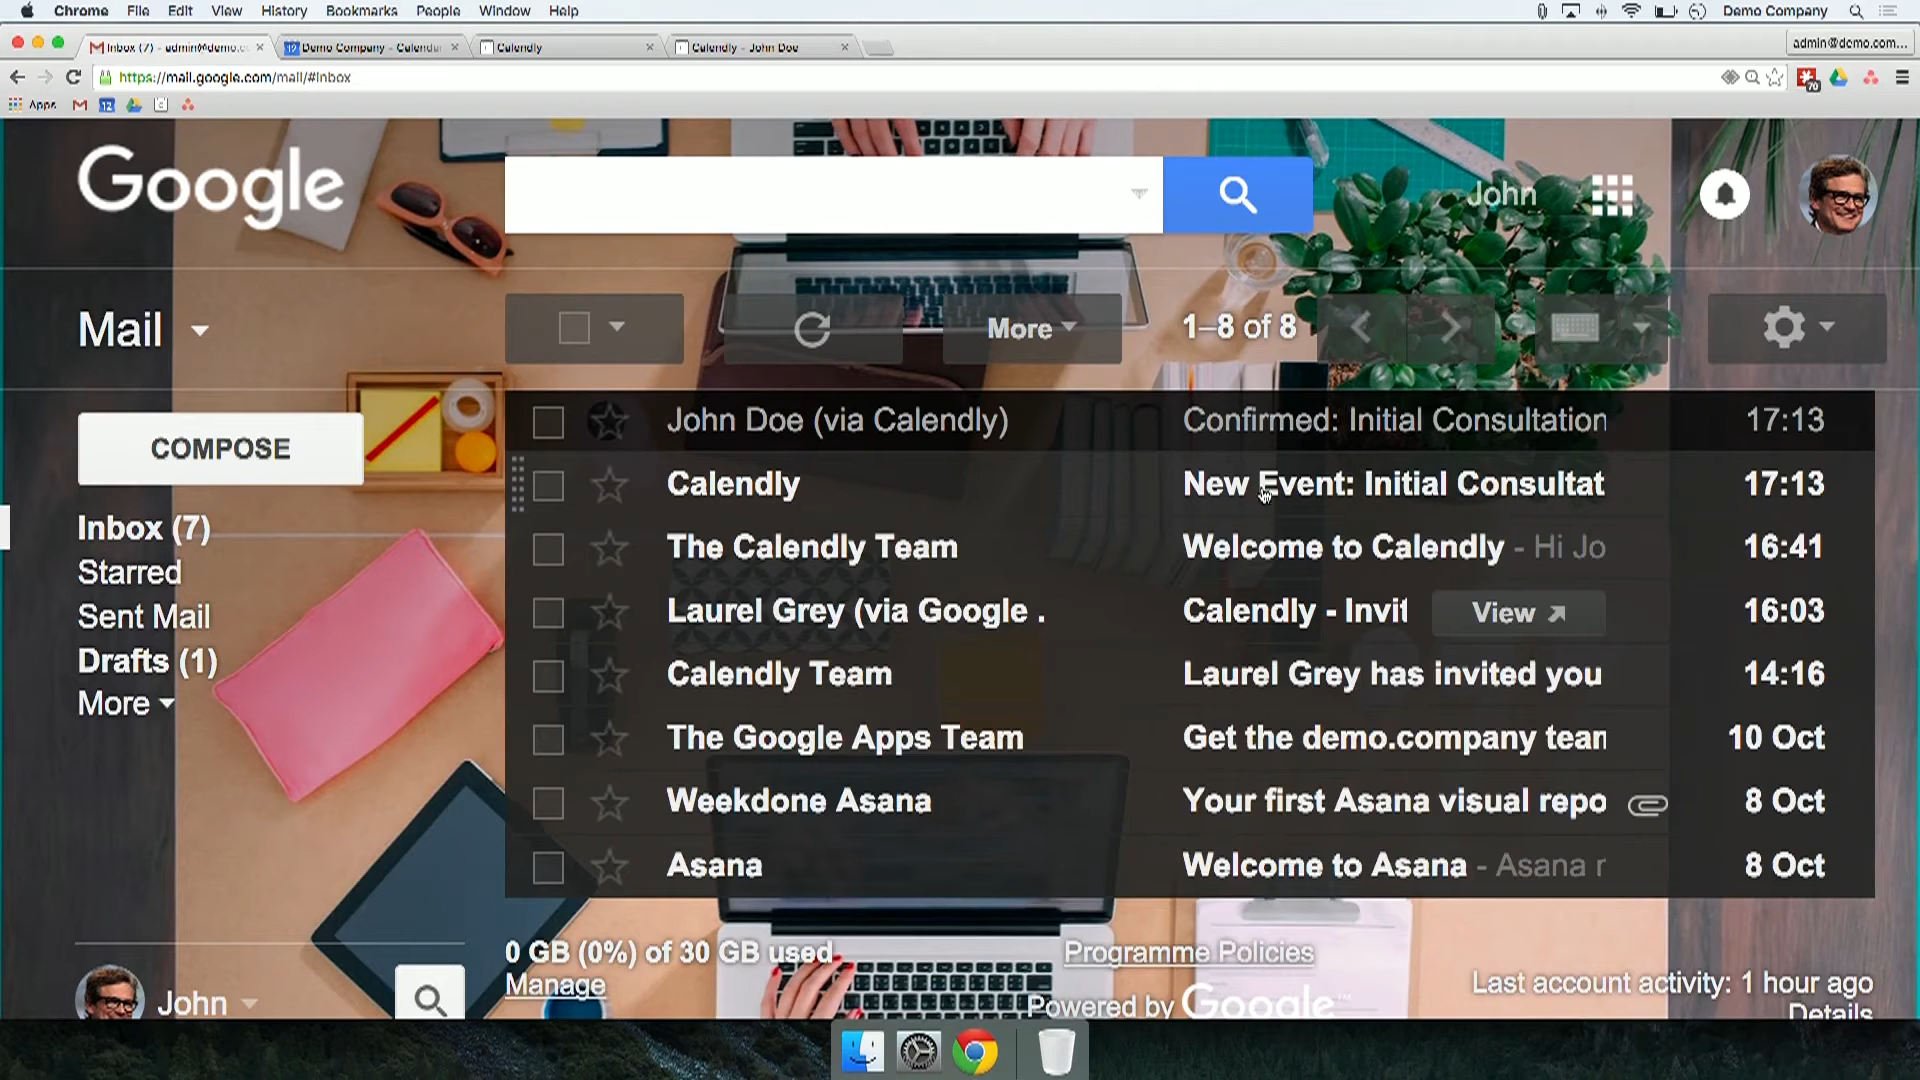 Chrome File Edit View History Bookmarks People Window Help Demo Company
Inbox (7) - admin@demo.c Demo Company - Calendar Calendly Calendly - John Doe admin@demo.com...
https://mail.google.com/mail/#inbox 70
Apps 12
Google John
Mail More 1–8 of 8
COMPOSE
Inbox (7)
Starred
Sent Mail
Drafts (1)
More
John Doe (via Calendly) Confirmed: Initial Consultation 17:13
Calendly New Event: Initial Consultat 17:13
The Calendly Team Welcome to Calendly - Hi Jo 16:41
Laurel Grey (via Google . Calendly - Invit View 16:03
Calendly Team Laurel Grey has invited you 14:16
The Google Apps Team Get the demo.company tean 10 Oct
Weekdone Asana Your first Asana visual repo 8 Oct
Asana Welcome to Asana - Asana r 8 Oct
0 GB (0%) of 30 GB used
Manage
Programme Policies
Powered by Google™
Last account activity: 1 hour ago
Details
John